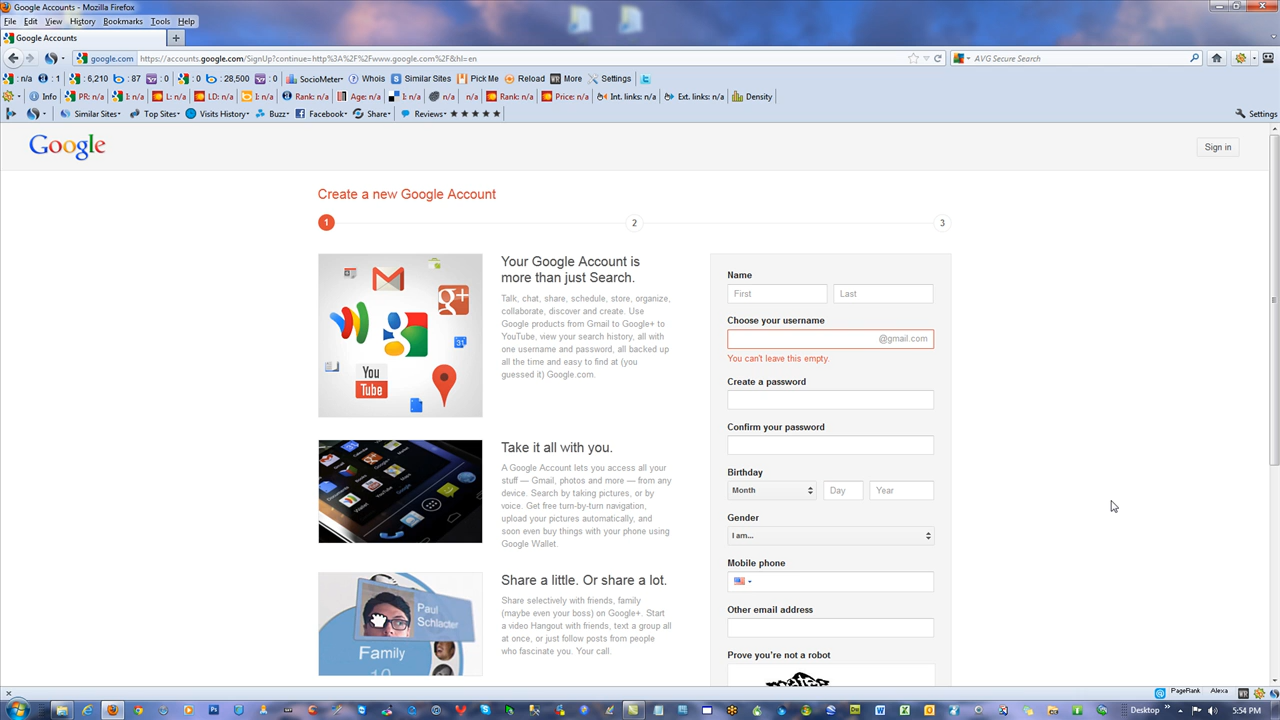 Google Accounts - Mozilla Firefox
File Edit View History Bookmarks Tools Help
Google Accounts
google.com https://accounts.google.com/SignUp?continue=http%3A%2F%2Fwww.google.com%2F&hl=en AVG Secure Search
: n/a : 1 : 6,210 b : 87 : 0 : 28,500 : 0 SocioMeter Whois Similar Sites Pick Me Reload More Settings
Info PR: n/a I: n/a L: n/a LD: n/a I: n/a Rank: n/a Age: n/a I: n/a n/a n/a Rank: n/a Price: n/a Int. links: n/a Ext. links: n/a Density
Similar Sites Top Sites Visits History Buzz Facebook Share Reviews Settings
Google
Sign in
Create a new Google Account
1 2 3
Your Google Account is
more than just Search.
Talk, chat, share, schedule, store, organize,
collaborate, discover and create. Use
Google products from Gmail to Google+ to
YouTube, view your search history, all with
one username and password, all backed up
all the time and easy to find at (you
guessed it) Google.com.
g+
31
You
Tube
Take it all with you.
A Google Account lets you access all your
stuff — Gmail, photos and more — from any
device. Search by taking pictures, or by
voice. Get free turn-by-turn navigation,
upload your pictures automatically, and
soon even buy things with your phone using
Google Wallet.
Share a little. Or share a lot.
Share selectively with friends, family
(maybe even your boss) on Google+. Start
a video Hangout with friends, text a group all
at once, or just follow posts from people
who fascinate you. Your call.
Paul
Schlacter
Family
10
Name
First Last
Choose your username
@gmail.com
You can't leave this empty.
Create a password
Confirm your password
Birthday
Month Day Year
Gender
I am...
Mobile phone
Other email address
Prove you're not a robot
PageRank Alexa
Desktop 5:54 PM